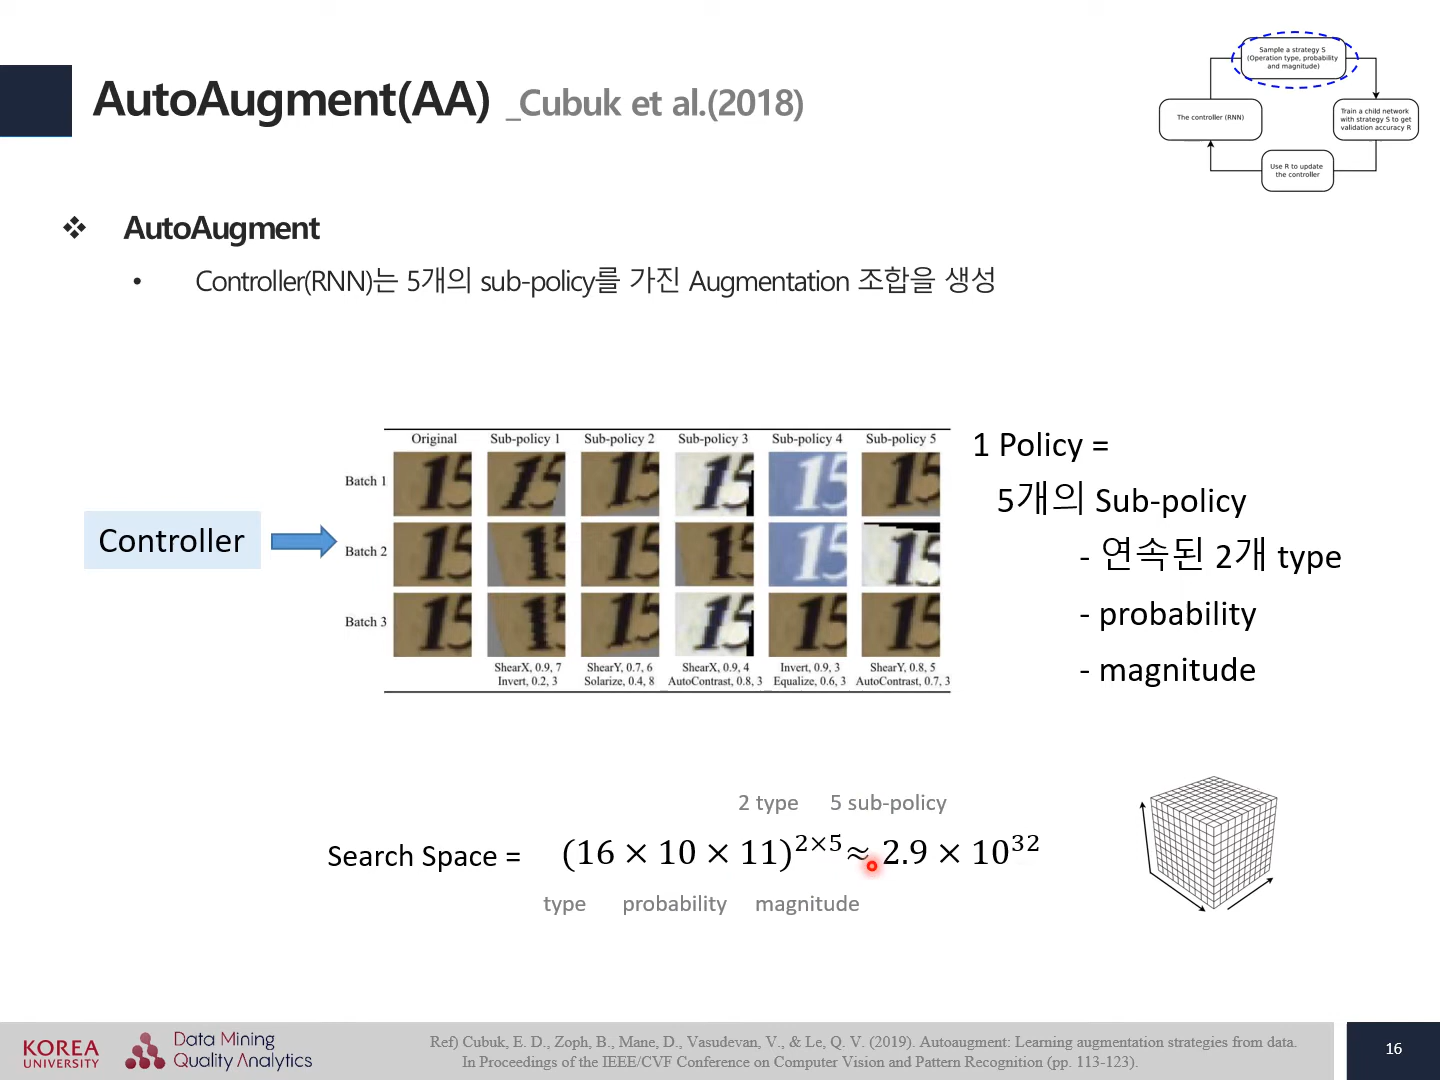 AutoAugment(AA) _Cubuk et al.(2018)
Sample a strategy S
(Operation type, probability
and magnitude)
The controller (RNN)
Train a child network
with strategy S to get
validation accuracy R
Use R to update
the controller
❖ AutoAugment
• Controller(RNN)는 5개의 sub-policy를 가진 Augmentation 조합을 생성
Controller
Original Sub-policy 1 Sub-policy 2 Sub-policy 3 Sub-policy 4 Sub-policy 5
Batch 1
Batch 2
Batch 3
ShearX, 0.9, 7 ShearY, 0.7, 6 ShearX, 0.9, 4 Invert, 0.9, 3 ShearY, 0.8, 5
Invert, 0.2, 3 Solarize, 0.4, 8 AutoContrast, 0.8, 3 Equalize, 0.6, 3 AutoContrast, 0.7, 3
1 Policy =
5개의 Sub-policy
- 연속된 2개 type
- probability
- magnitude
2 type 5 sub-policy
Search Space = (16 × 10 × 11)^{2×5} ≈ 2.9 × 10^{32}
type probability magnitude
KOREA
UNIVERSITY
Data Mining
Quality Analytics
Ref) Cubuk, E. D., Zoph, B., Mane, D., Vasudevan, V., & Le, Q. V. (2019). Autoaugment: Learning augmentation strategies from data.
In Proceedings of the IEEE/CVF Conference on Computer Vision and Pattern Recognition (pp. 113-123).
16